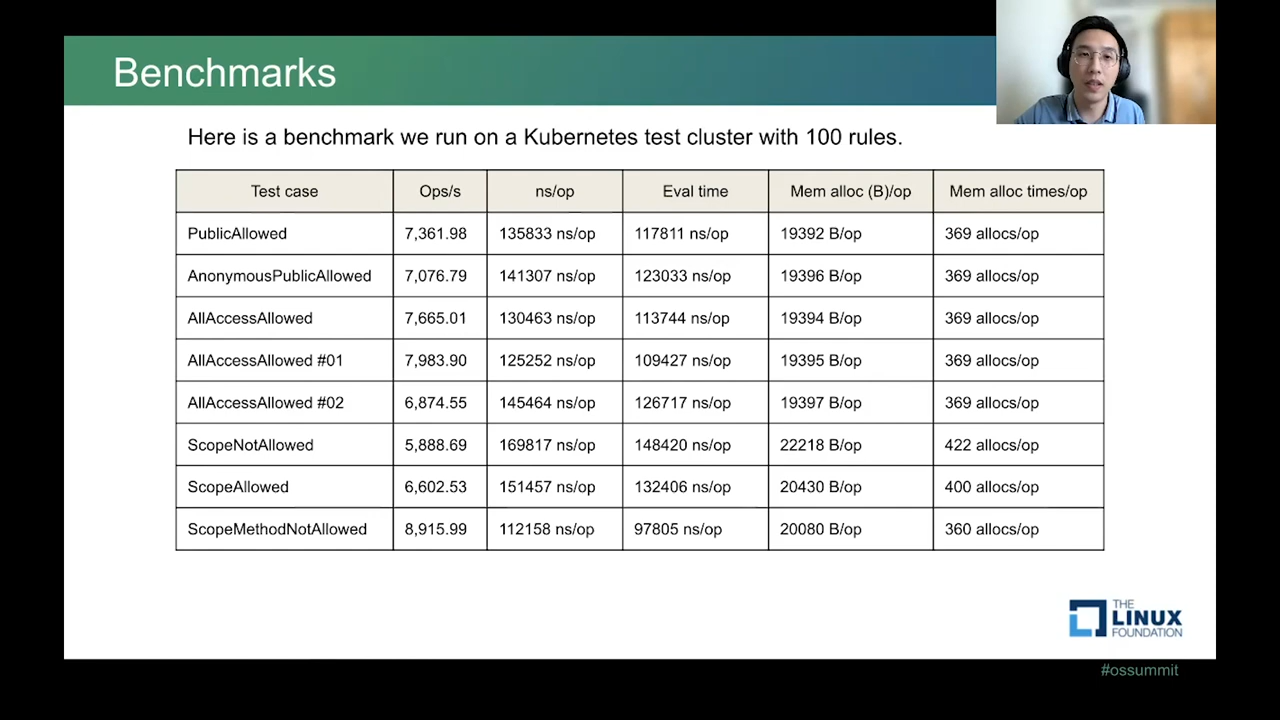 Benchmarks
Here is a benchmark we run on a Kubernetes test cluster with 100 rules.
Test case Ops/s ns/op Eval time Mem alloc (B)/op Mem alloc times/op
PublicAllowed 7,361.98 135833 ns/op 117811 ns/op 19392 B/op 369 allocs/op
AnonymousPublicAllowed 7,076.79 141307 ns/op 123033 ns/op 19396 B/op 369 allocs/op
AllAccessAllowed 7,665.01 130463 ns/op 113744 ns/op 19394 B/op 369 allocs/op
AllAccessAllowed #01 7,983.90 125252 ns/op 109427 ns/op 19395 B/op 369 allocs/op
AllAccessAllowed #02 6,874.55 145464 ns/op 126717 ns/op 19397 B/op 369 allocs/op
ScopeNotAllowed 5,888.69 169817 ns/op 148420 ns/op 22218 B/op 422 allocs/op
ScopeAllowed 6,602.53 151457 ns/op 132406 ns/op 20430 B/op 400 allocs/op
ScopeMethodNotAllowed 8,915.99 112158 ns/op 97805 ns/op 20080 B/op 360 allocs/op
THE
LINUX
FOUNDATION
#ossummit